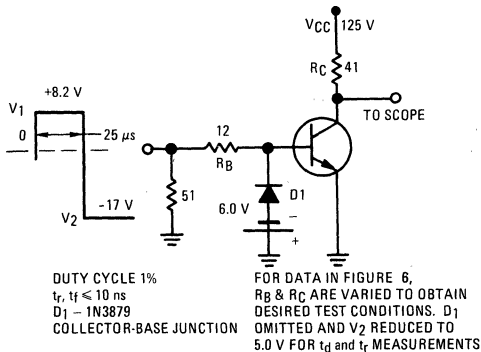 VCC 125 V
RC 41
TO SCOPE
+8.2 V
V1
0
25 μs
12
RB
51
D1
6.0 V
−
+
V2
-17 V
DUTY CYCLE 1%
tr, tf ⩽ 10 ns
D1 – 1N3879
COLLECTOR-BASE JUNCTION
FOR DATA IN FIGURE 6,
RB & RC ARE VARIED TO OBTAIN
DESIRED TEST CONDITIONS. D1
OMITTED AND V2 REDUCED TO
5.0 V FOR td and tr MEASUREMENTS